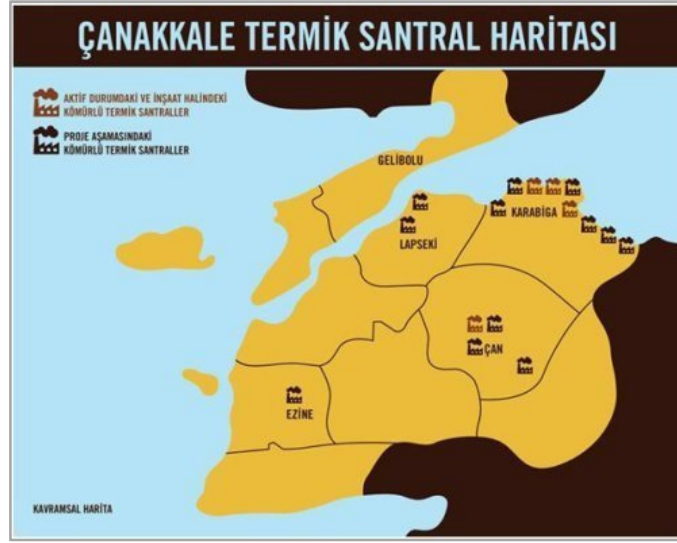 ÇANAKKALE TERMİK SANTRAL HARİTASI
AKTİF DURUMDAKİ VE İNŞAAT HALİNDEKİ
KÖMÜRLÜ TERMİK SANTRALLER
PROJE AŞAMASINDAKİ
KÖMÜRLÜ TERMİK SANTRALLER
GELİBOLU
KARABİGA
LAPSEKİ
ÇAN
EZİNE
KAVRAMSAL HARİTA